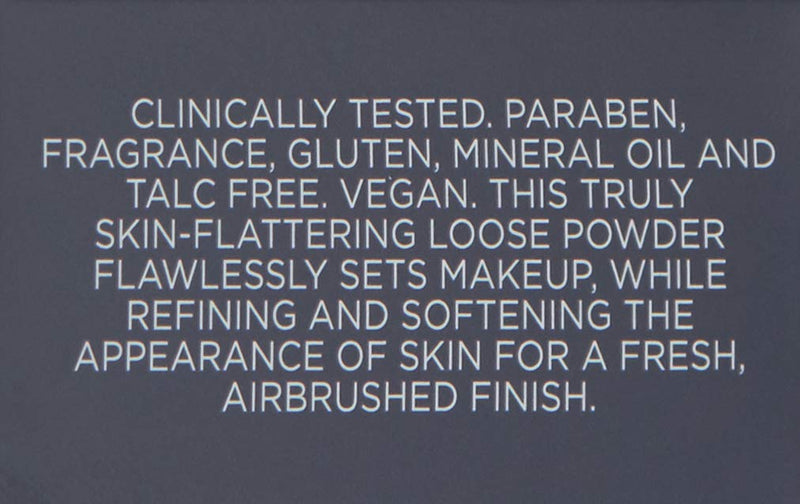 CLINICALLY TESTED. PARABEN,
FRAGRANCE, GLUTEN, MINERAL OIL AND
TALC FREE. VEGAN. THIS TRULY
SKIN-FLATTERING LOOSE POWDER
FLAWLESSLY SETS MAKEUP, WHILE
REFINING AND SOFTENING THE
APPEARANCE OF SKIN FOR A FRESH,
AIRBRUSHED FINISH.